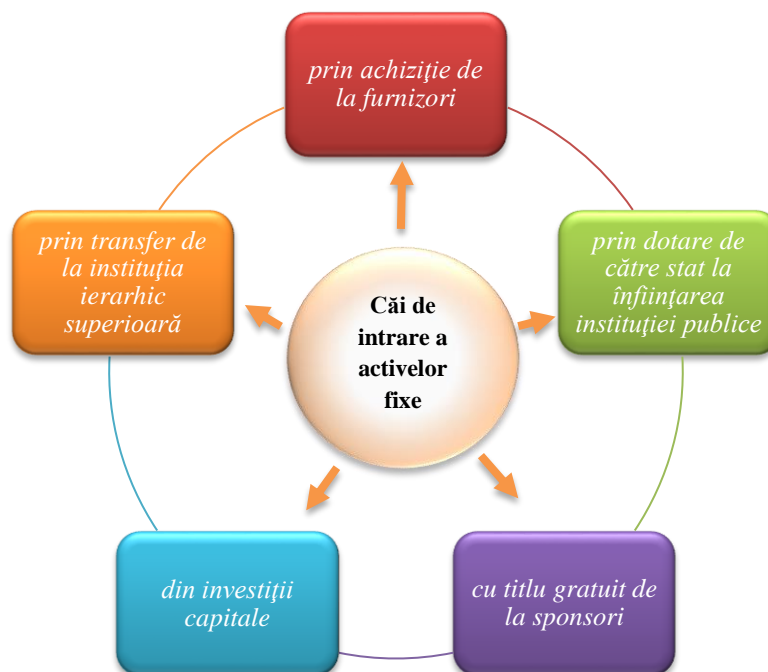 prin achiziţie de
la furnizori
prin transfer de
la instituţia
ierarhic
superioară
prin dotare de
către stat la
înfiinţarea
instituţiei publice
Căi de
intrare a
activelor
fixe
din investiţii
capitale
cu titlu gratuit de
la sponsori